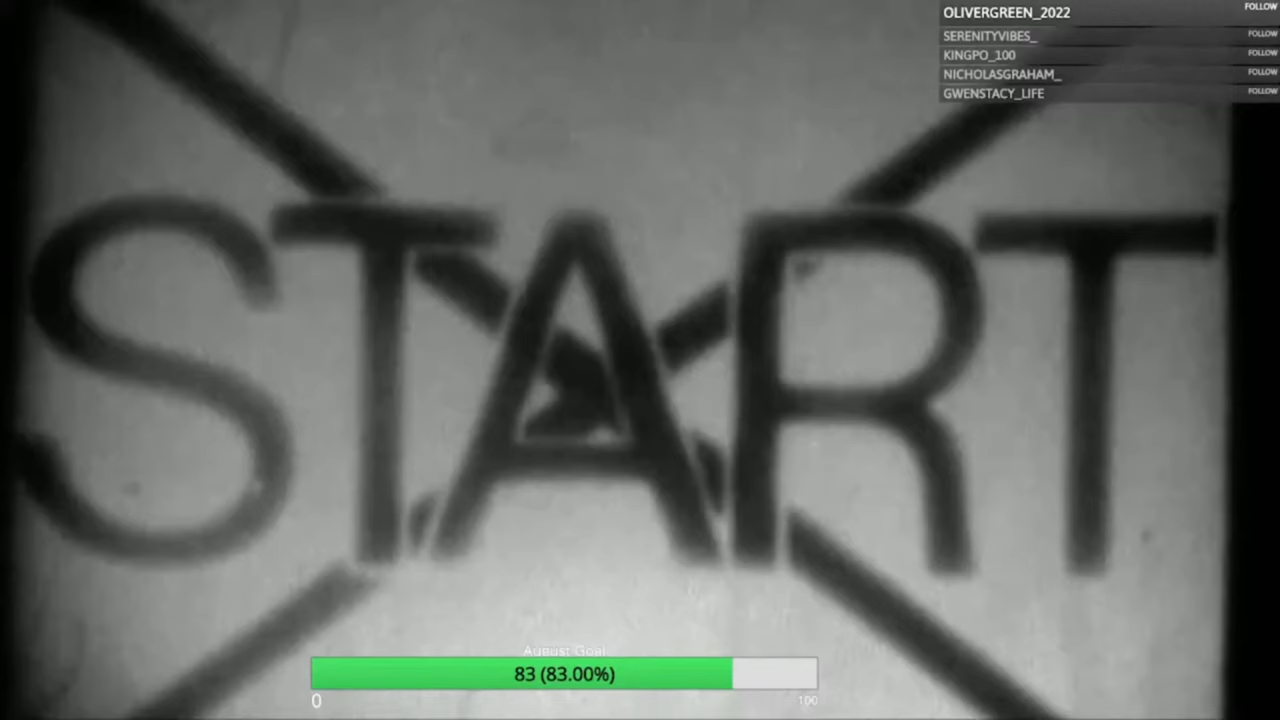 OLIVERGREEN_2022 FOLLOW
SERENITYVIBES_ FOLLOW
KINGPO_100 FOLLOW
NICHOLASGRAHAM_ FOLLOW
GWENSTACY_LIFE FOLLOW
START
August Goal
83 (83.00%)
0 100